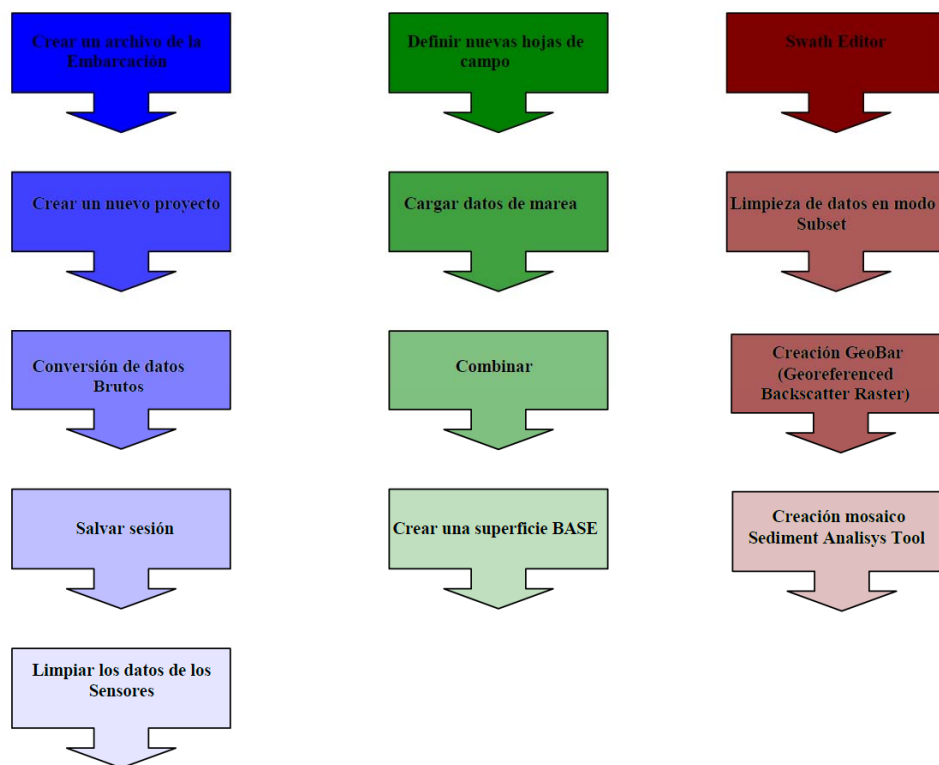 Crear un archivo de la
Embarcación
Crear un nuevo proyecto
Conversión de datos
Brutos
Salvar sesión
Limpiar los datos de los
Sensores
Definir nuevas hojas de
campo
Cargar datos de marea
Combinar
Crear una superficie BASE
Swath Editor
Limpieza de datos en modo
Subset
Creación GeoBar
(Georeferenced
Backscatter Raster)
Creación mosaico
Sediment Analisys Tool